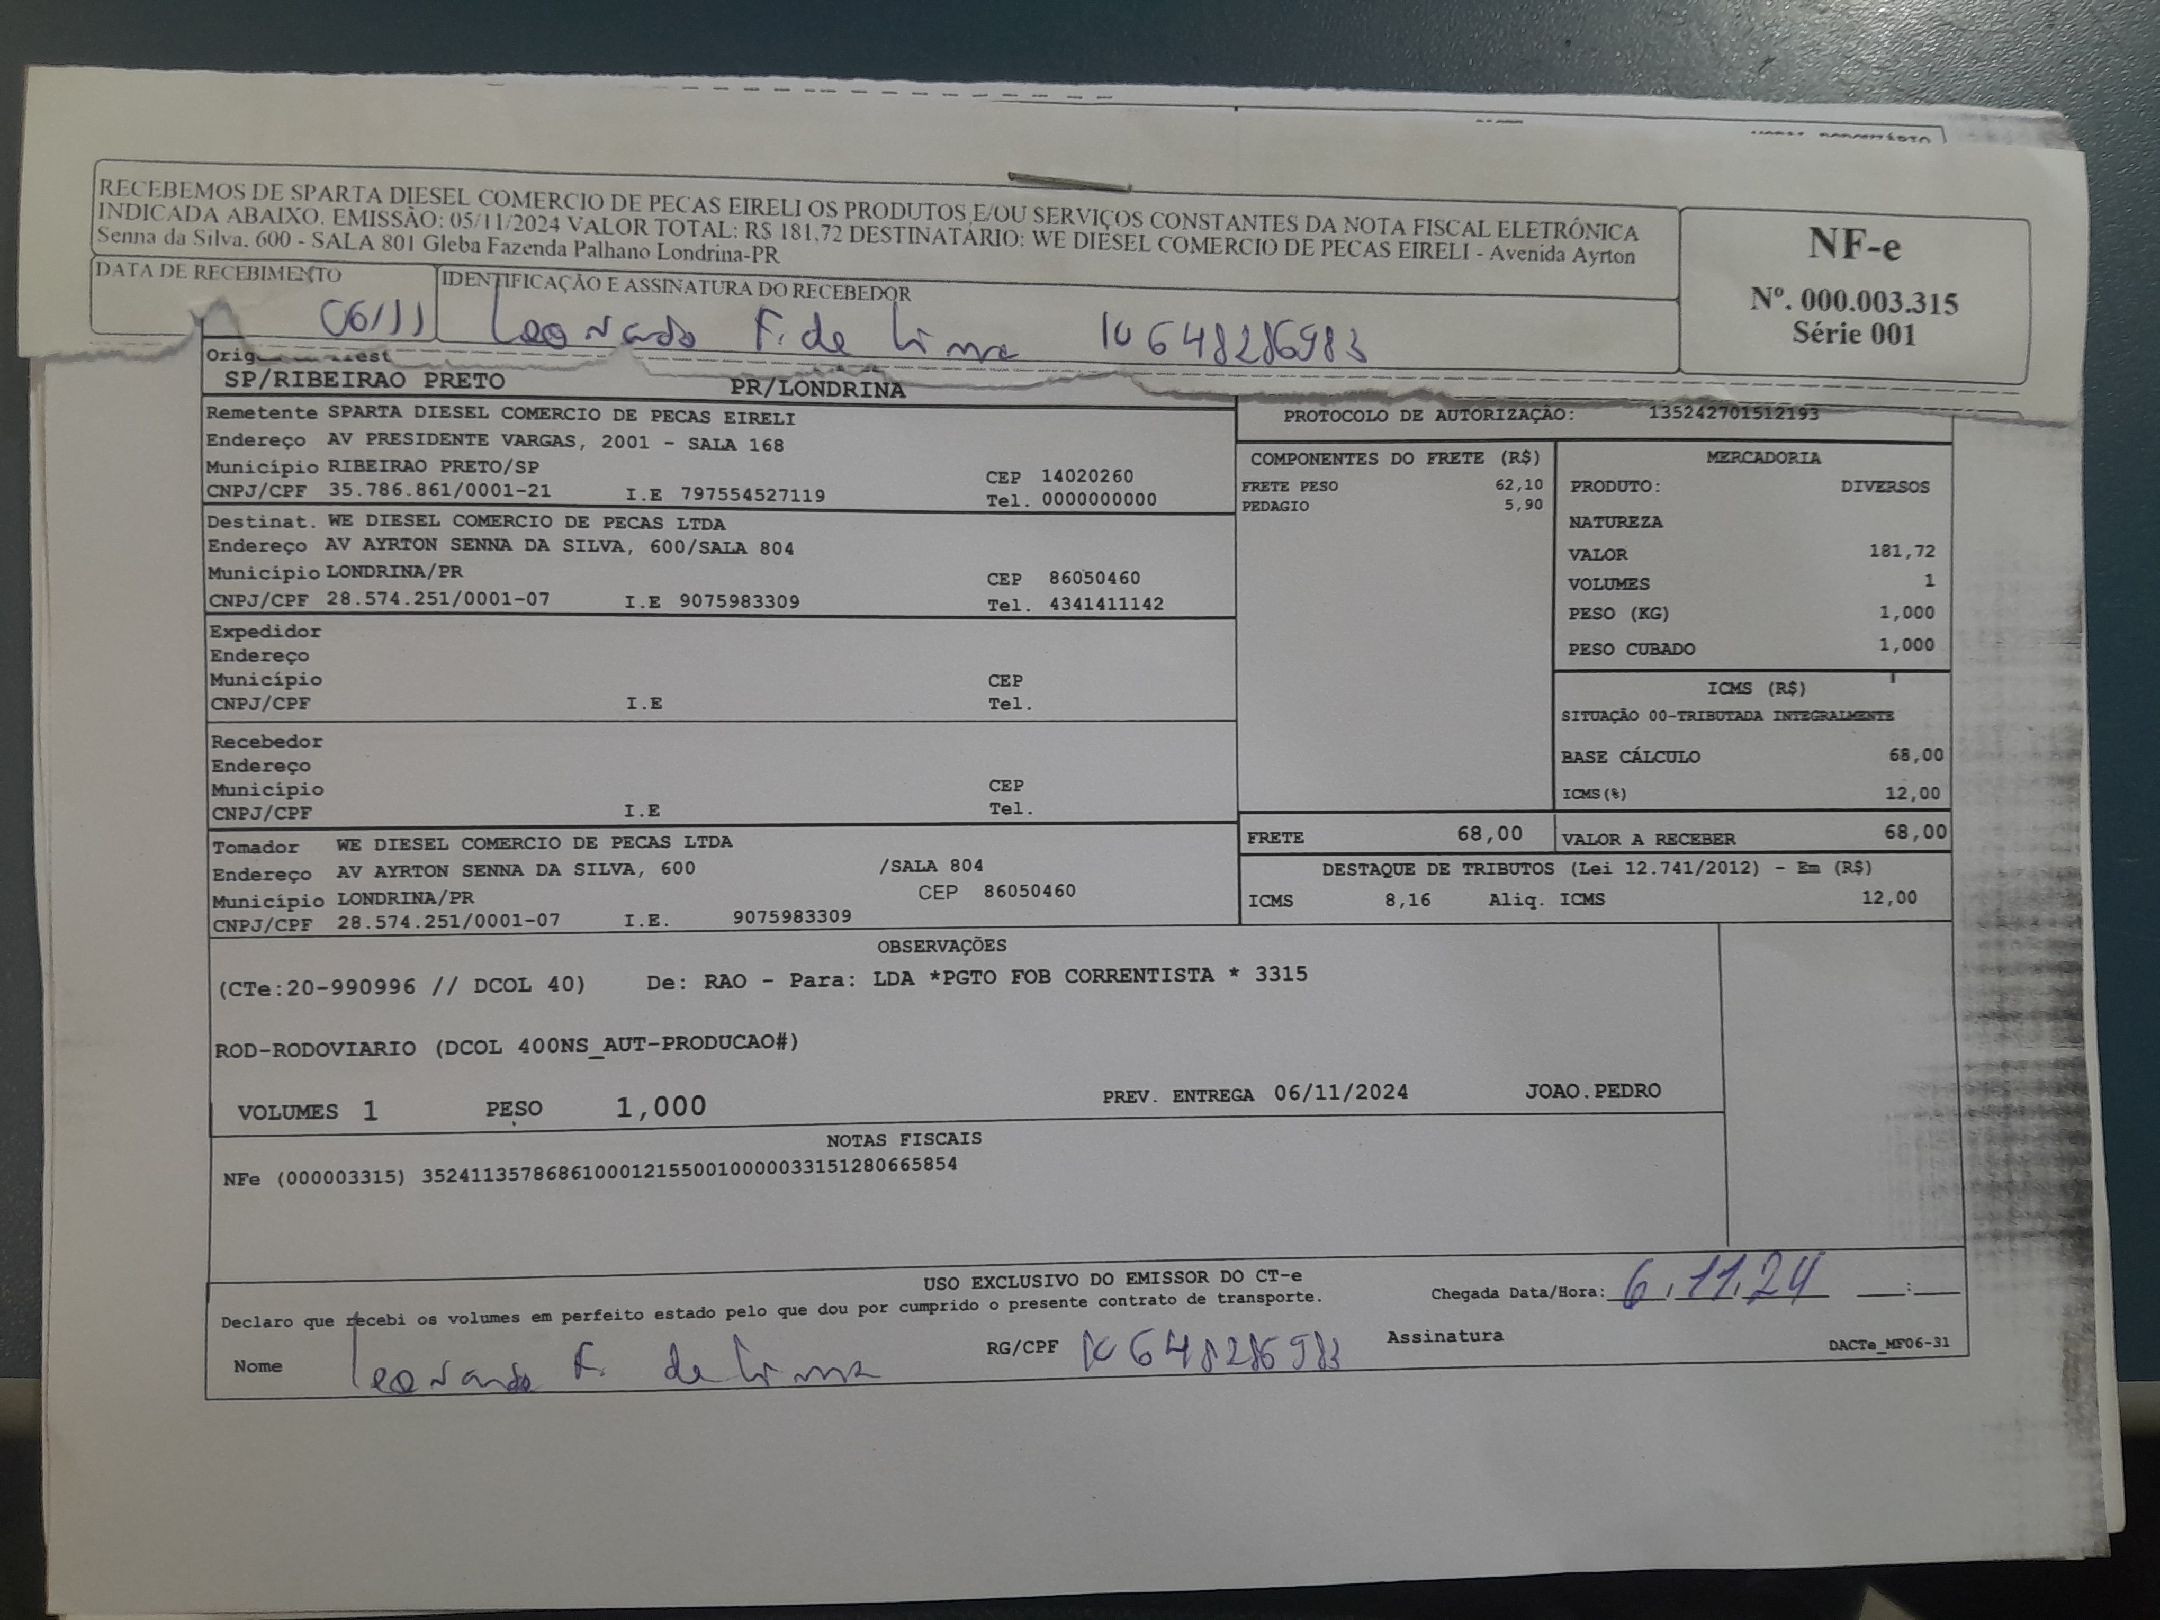 RECEBEMOS DE SPARTA DIESEL COMERCIO DE PECAS EIRELI OS PRODUTOS E/OU SERVIÇOS CONSTANTES DA NOTA FISCAL ELETRÔNICA
INDICADA ABAIXO. EMISSÃO: 05/11/2024 VALOR TOTAL: R$ 181,72 DESTINATÁRIO: WE DIESEL COMERCIO DE PECAS EIRELI - Avenida Ayrton
Senna da Silva, 600 - SALA 801 Gleba Fazenda Palhano Londrina-PR
NF-e
Nº. 000.003.315
Série 001
DATA DE RECEBIMENTO
06/11
IDENTIFICAÇÃO E ASSINATURA DO RECEBEDOR
Leonardo F. de Lima 10648286983
SP/RIBEIRAO PRETO PR/LONDRINA
Remetente SPARTA DIESEL COMERCIO DE PECAS EIRELI
Endereço AV PRESIDENTE VARGAS, 2001 - SALA 168
Município RIBEIRAO PRETO/SP CEP 14020260
CNPJ/CPF 35.786.861/0001-21 I.E 797554527119 Tel. 0000000000
Destinat. WE DIESEL COMERCIO DE PECAS LTDA
Endereço AV AYRTON SENNA DA SILVA, 600/SALA 804
Município LONDRINA/PR CEP 86050460
CNPJ/CPF 28.574.251/0001-07 I.E 9075983309 Tel. 4341411142
Expedidor
Endereço
Município CEP
CNPJ/CPF I.E Tel.
Recebedor
Endereço
Município CEP
CNPJ/CPF I.E Tel.
Tomador WE DIESEL COMERCIO DE PECAS LTDA
Endereço AV AYRTON SENNA DA SILVA, 600 /SALA 804
Município LONDRINA/PR CEP 86050460
CNPJ/CPF 28.574.251/0001-07 I.E. 9075983309
PROTOCOLO DE AUTORIZAÇÃO: 135242701512193
COMPONENTES DO FRETE (R$)
FRETE PESO 62,10
PEDAGIO 5,90
MERCADORIA
PRODUTO: DIVERSOS
NATUREZA
VALOR 181,72
VOLUMES 1
PESO (KG) 1,000
PESO CUBADO 1,000
ICMS (R$)
SITUAÇÃO 00-TRIBUTADA INTEGRALMENTE
BASE CÁLCULO 68,00
ICMS(%) 12,00
FRETE 68,00 VALOR A RECEBER 68,00
DESTAQUE DE TRIBUTOS (Lei 12.741/2012) - Em (R$)
ICMS 8,16 Aliq. ICMS 12,00
OBSERVAÇÕES
(CTe:20-990996 // DCOL 40) De: RAO - Para: LDA *PGTO FOB CORRENTISTA * 3315
ROD-RODOVIARIO (DCOL 400NS_AUT-PRODUCAO#)
VOLUMES 1 PESO 1,000 PREV. ENTREGA 06/11/2024 JOAO.PEDRO
NOTAS FISCAIS
NFe (000003315) 35241135786861000121550010000033151280665854
USO EXCLUSIVO DO EMISSOR DO CT-e
Declaro que recebi os volumes em perfeito estado pelo que dou por cumprido o presente contrato de transporte.
Chegada Data/Hora: 6.11.24 :
Nome Leonardo F. de Lima RG/CPF 10648286983 Assinatura
DACTe_MF06-31